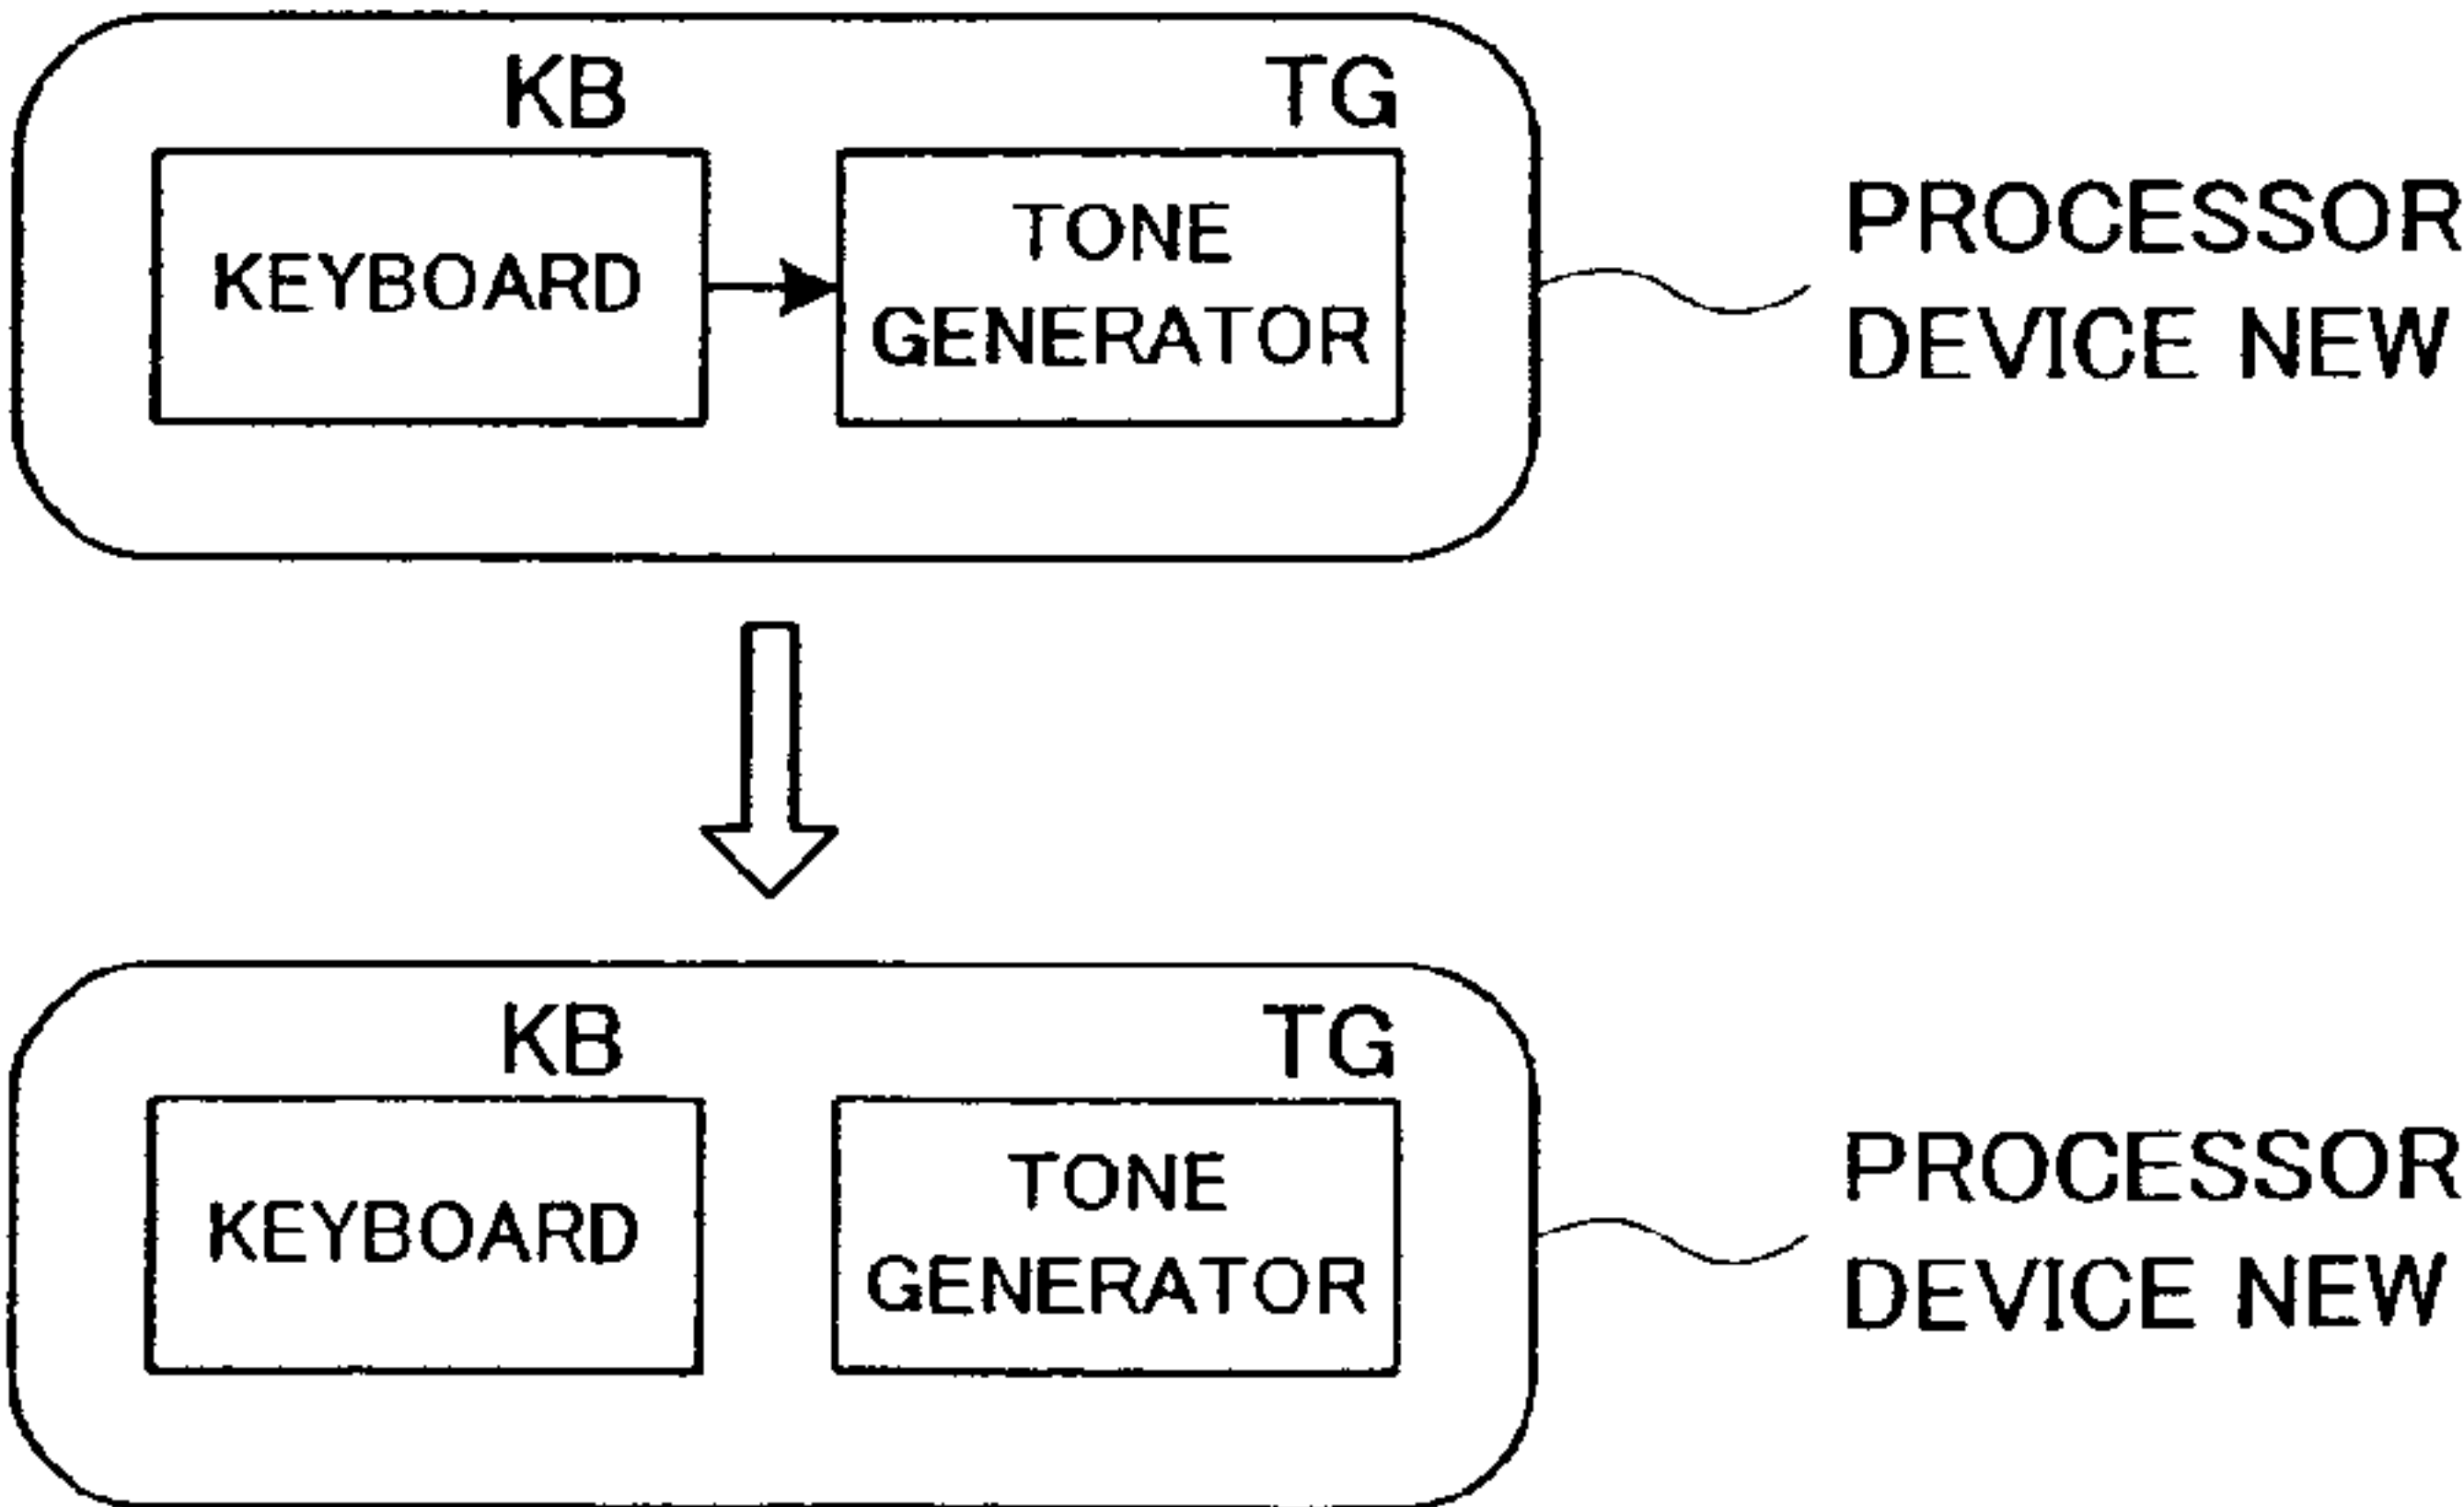 KB TG
KEYBOARD
TONE
GENERATOR
PROCESSOR
DEVICE NEW
KB TG
KEYBOARD
TONE
GENERATOR
PROCESSOR
DEVICE NEW